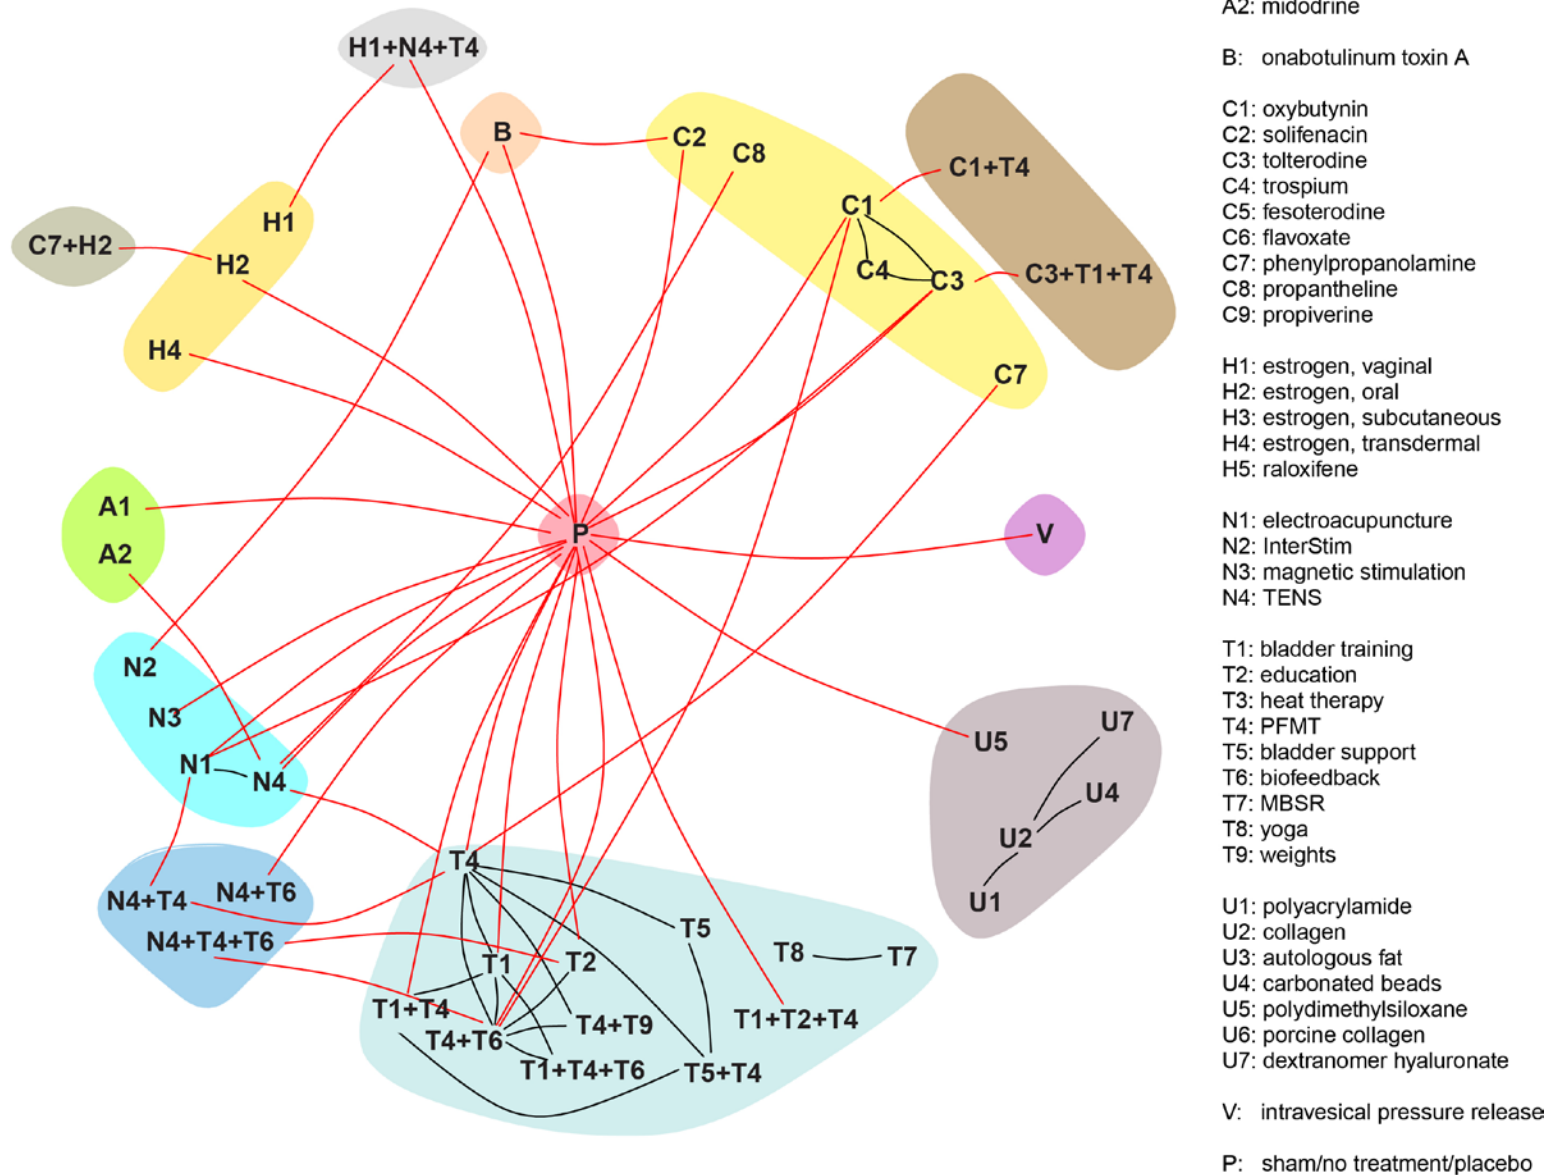 H1+N4+T4
B
C2
C8
C1+T4
C1
H1
C7+H2
H2
C4
C3
C3+T1+T4
H4
C7
A1
P
V
A2
N2
N3
U7
U5
N1
N4
U4
U2
T4
N4+T4
N4+T6
U1
T5
N4+T4+T6
T8
T7
T1
T2
T1+T4
T4+T9
T1+T2+T4
T4+T6
T1+T4+T6
T5+T4
A2: midodrine
B: onabotulinum toxin A
C1: oxybutynin
C2: solifenacin
C3: tolterodine
C4: trospium
C5: fesoterodine
C6: flavoxate
C7: phenylpropanolamine
C8: propantheline
C9: propiverine
H1: estrogen, vaginal
H2: estrogen, oral
H3: estrogen, subcutaneous
H4: estrogen, transdermal
H5: raloxifene
N1: electroacupuncture
N2: InterStim
N3: magnetic stimulation
N4: TENS
T1: bladder training
T2: education
T3: heat therapy
T4: PFMT
T5: bladder support
T6: biofeedback
T7: MBSR
T8: yoga
T9: weights
U1: polyacrylamide
U2: collagen
U3: autologous fat
U4: carbonated beads
U5: polydimethylsiloxane
U6: porcine collagen
U7: dextranomer hyaluronate
V: intravesical pressure release
P: sham/no treatment/placebo